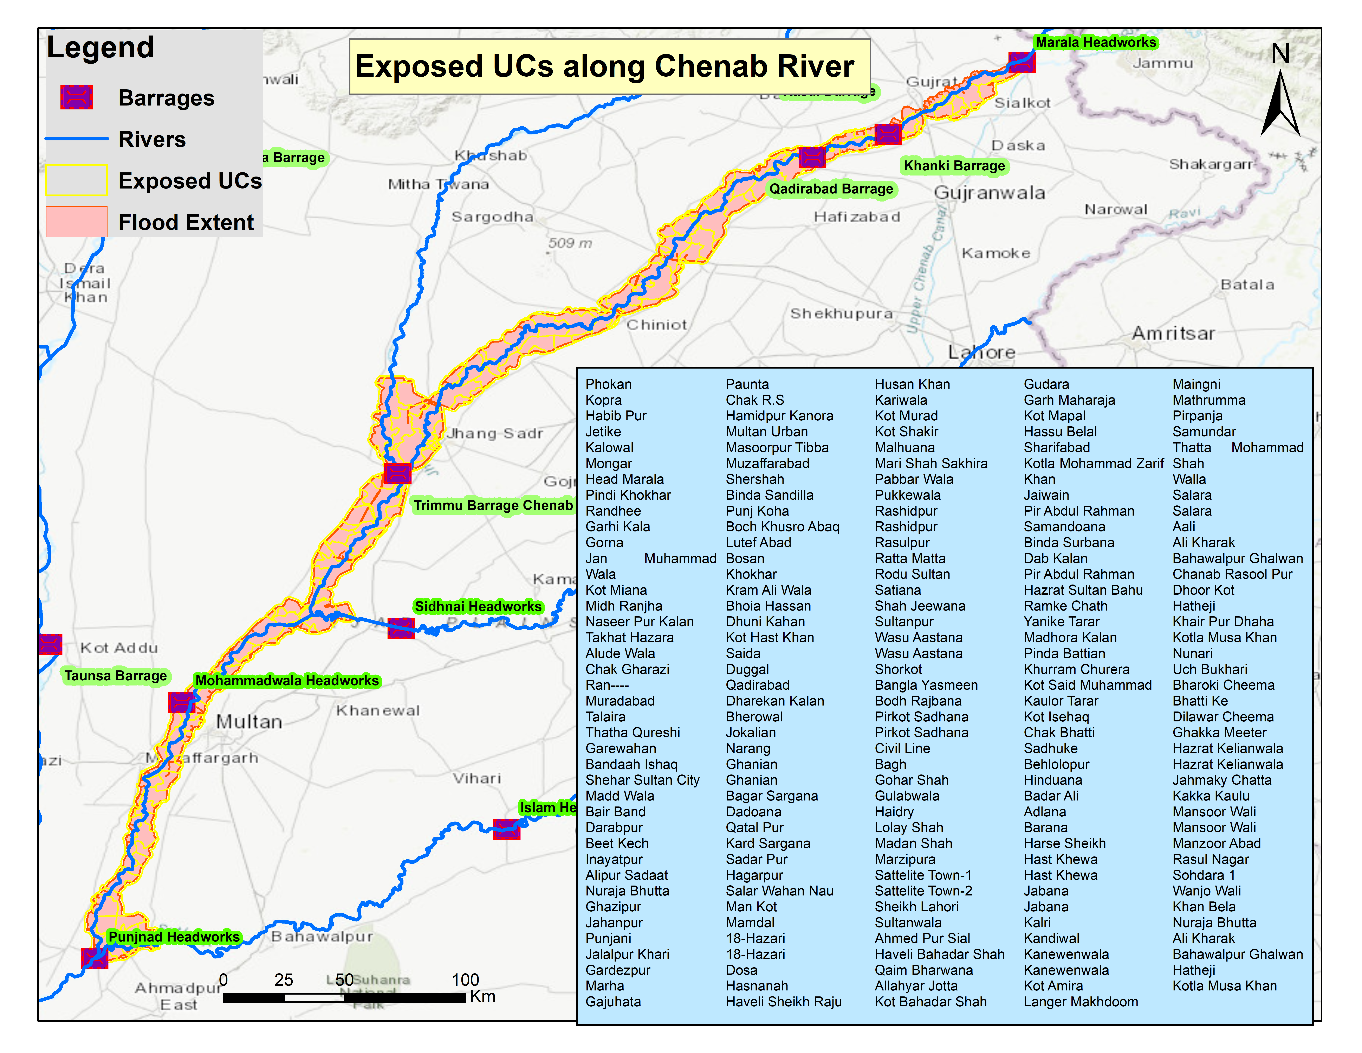 Legend
Barrages
Rivers
Exposed UCs
Flood Extent
Exposed UCs along Chenab River
N
Marala Headworks
Jammu
Gujrat
Sialkot
Daska
Khanki Barrage
Shakargarh
Qadirabad Barrage
Gujranwala
Narowal
Ravi
Hafizabad
Kamoke
Upper Chenab Canal
Batala
Shekhupura
Amritsar
Lahore
a Barrage
Khushab
Mitha Twana
Sargodha
509 m
Dera
Ismail
Khan
Chiniot
Jhang-Sadr
Trimmu Barrage Chenab
Sidhnai Headworks
Kot Addu
Taunsa Barrage
Mohammadwala Headworks
Khanewal
Multan
Vihari
Punjnad Headworks
Bahawalpur
Ahmadpur
East
Lal Suhanra
National
Park
0 25 50 100
Km
Phokan
Kopra
Habib Pur
Jetike
Kalowal
Mongar
Head Marala
Pindi Khokhar
Randhee
Garhi Kala
Gorna
Jan Muhammad
Wala
Kot Miana
Midh Ranjha
Naseer Pur Kalan
Takhat Hazara
Alude Wala
Chak Gharazi
Ran----
Muradabad
Talaira
Thatha Qureshi
Garewahan
Bandaah Ishaq
Shehar Sultan City
Madd Wala
Bair Band
Darabpur
Beet Kech
Inayatpur
Alipur Sadaat
Nuraja Bhutta
Ghazipur
Jahanpur
Punjani
Jalalpur Khari
Gardezpur
Marha
Gajuhata
Paunta
Chak R.S
Hamidpur Kanora
Multan Urban
Masoorpur Tibba
Muzaffarabad
Shershah
Binda Sandilla
Punj Koha
Boch Khusro Abaq
Lutef Abad
Bosan
Khokhar
Kram Ali Wala
Bhoia Hassan
Dhuni Kahan
Kot Hast Khan
Saida
Duggal
Qadirabad
Dharekan Kalan
Bherowal
Jokalian
Narang
Ghanian
Ghanian
Bagar Sargana
Dadoana
Qatal Pur
Kard Sargana
Sadar Pur
Hagarpur
Salar Wahan Nau
Man Kot
Mamdal
18-Hazari
18-Hazari
Dosa
Hasnanah
Haveli Sheikh Raju
Husan Khan
Kariwala
Kot Murad
Kot Shakir
Malhuana
Mari Shah Sakhira
Pabbar Wala
Pukkewala
Rashidpur
Rashidpur
Rasulpur
Ratta Matta
Rodu Sultan
Satiana
Shah Jeewana
Sultanpur
Wasu Aastana
Wasu Aastana
Shorkot
Bangla Yasmeen
Bodh Rajbana
Pirkot Sadhana
Pirkot Sadhana
Civil Line
Bagh
Gohar Shah
Gulabwala
Haidry
Lolay Shah
Madan Shah
Marzipura
Sattelite Town-1
Sattelite Town-2
Sheikh Lahori
Sultanwala
Ahmed Pur Sial
Haveli Bahadar Shah
Qaim Bharwana
Allahyar Jotta
Kot Bahadar Shah
Gudara
Garh Maharaja
Kot Mapal
Hassu Belal
Sharifabad
Kotla Mohammad Zarif
Khan
Jaiwain
Pir Abdul Rahman
Samandoana
Binda Surbana
Dab Kalan
Pir Abdul Rahman
Hazrat Sultan Bahu
Ramke Chath
Yanike Tarar
Madhora Kalan
Pinda Battian
Khurram Churera
Kot Said Muhammad
Kaulor Tarar
Kot Isehaq
Chak Bhatti
Sadhuke
Behlolopur
Hinduana
Badar Ali
Adlana
Barana
Harse Sheikh
Hast Khewa
Hast Khewa
Jabana
Jabana
Kalri
Kandiwal
Kanewenwala
Kanewenwala
Kot Amira
Langer Makhdoom
Maingni
Mathrumma
Pirpanja
Samundar
Thatta Mohammad
Shah
Walla
Salara
Salara
Aali
Ali Kharak
Bahawalpur Ghalwan
Chanab Rasool Pur
Dhoor Kot
Hatheji
Khair Pur Dhaha
Kotla Musa Khan
Nunari
Uch Bukhari
Bharoki Cheema
Bhatti Ke
Dilawar Cheema
Ghakka Meeter
Hazrat Kelianwala
Hazrat Kelianwala
Jahmaky Chatta
Kakka Kaulu
Mansoor Wali
Mansoor Wali
Manzoor Abad
Rasul Nagar
Sohdara 1
Wanjo Wali
Khan Bela
Nuraja Bhutta
Ali Kharak
Bahawalpur Ghalwan
Hatheji
Kotla Musa Khan